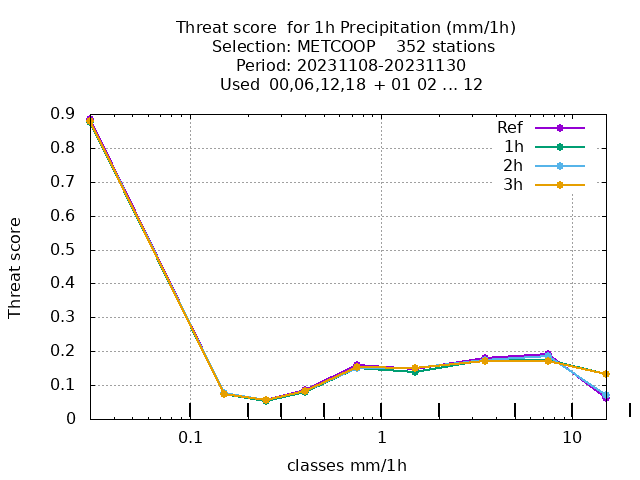 Threat score  for 1h Precipitation (mm/1h)
Selection: METCOOP    352 stations
Period: 20231108-20231130
Used  00,06,12,18  + 01 02 ... 12
Ref
1h
2h
3h
0.9
0.8
0.7
0.6
0.5
0.4
0.3
0.2
0.1
0
Threat score
0.1 1 10
classes mm/1h